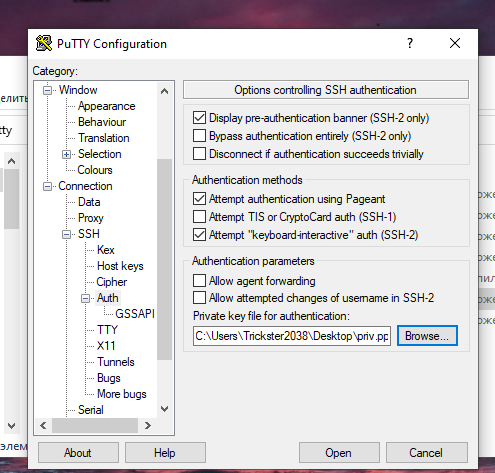 PuTTY Configuration
?
Category:
Window
Appearance
Behaviour
Translation
Selection
Colours
Connection
Data
Proxy
SSH
Kex
Host keys
Cipher
Auth
GSSAPI
TTY
X11
Tunnels
Bugs
More bugs
Serial
Options controlling SSH authentication
Display pre-authentication banner (SSH-2 only)
Bypass authentication entirely (SSH-2 only)
Disconnect if authentication succeeds trivially
Authentication methods
Attempt authentication using Pageant
Attempt TIS or CryptoCard auth (SSH-1)
Attempt "keyboard-interactive" auth (SSH-2)
Authentication parameters
Allow agent forwarding
Allow attempted changes of username in SSH-2
Private key file for authentication:
C:\Users\Trickster2038\Desktop\priv.pp
Browse...
About
Help
Open
Cancel
элем